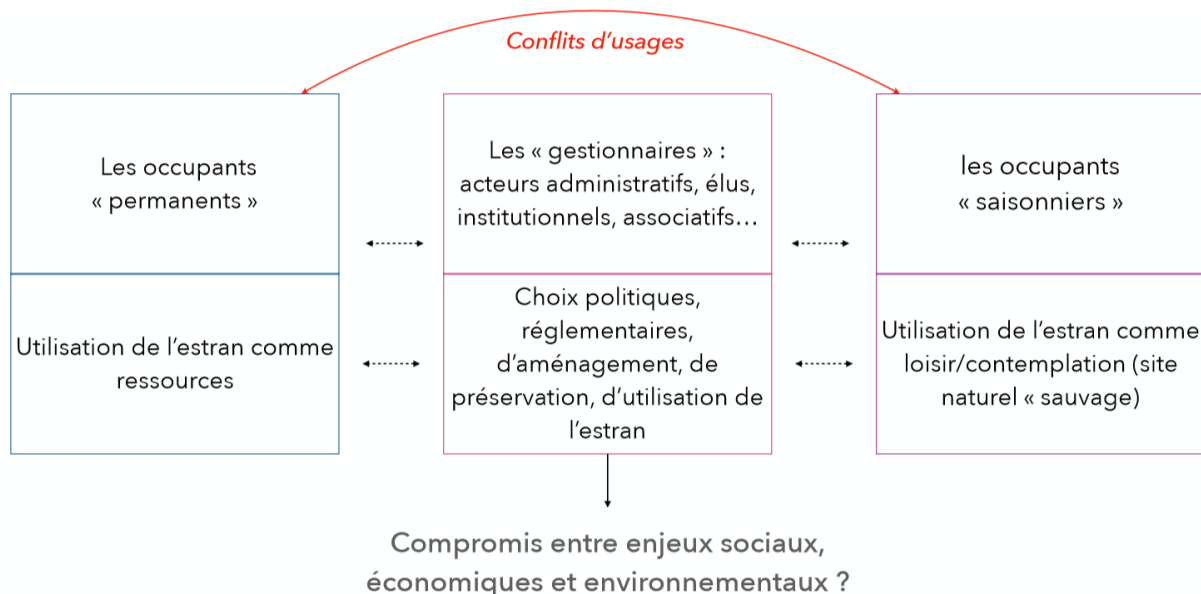 Conflits d'usages
Les occupants
« permanents »
Les « gestionnaires » :
acteurs administratifs, élus,
institutionnels, associatifs…
les occupants
« saisonniers »
Utilisation de l'estran comme
ressources
Choix politiques,
réglementaires,
d'aménagement, de
préservation, d'utilisation de
l'estran
Utilisation de l'estran comme
loisir/contemplation (site
naturel « sauvage)
Compromis entre enjeux sociaux,
économiques et environnementaux ?